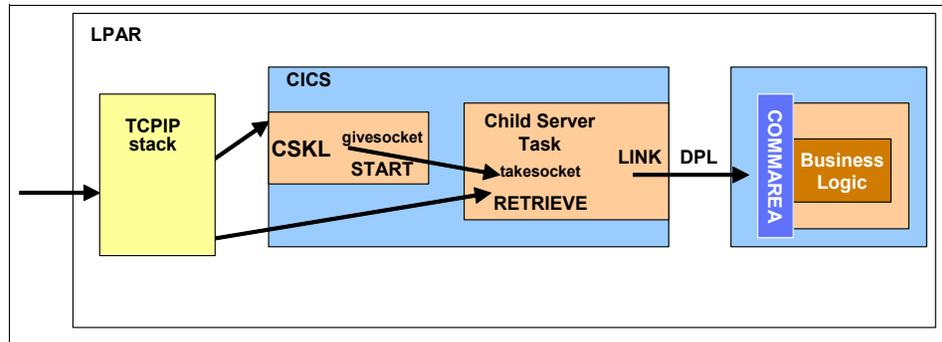 LPAR
CICS
TCPIP
stack
CSKL
givesocket
START
Child Server
Task
takesocket
RETRIEVE
LINK
DPL
COMMAREA
Business
Logic